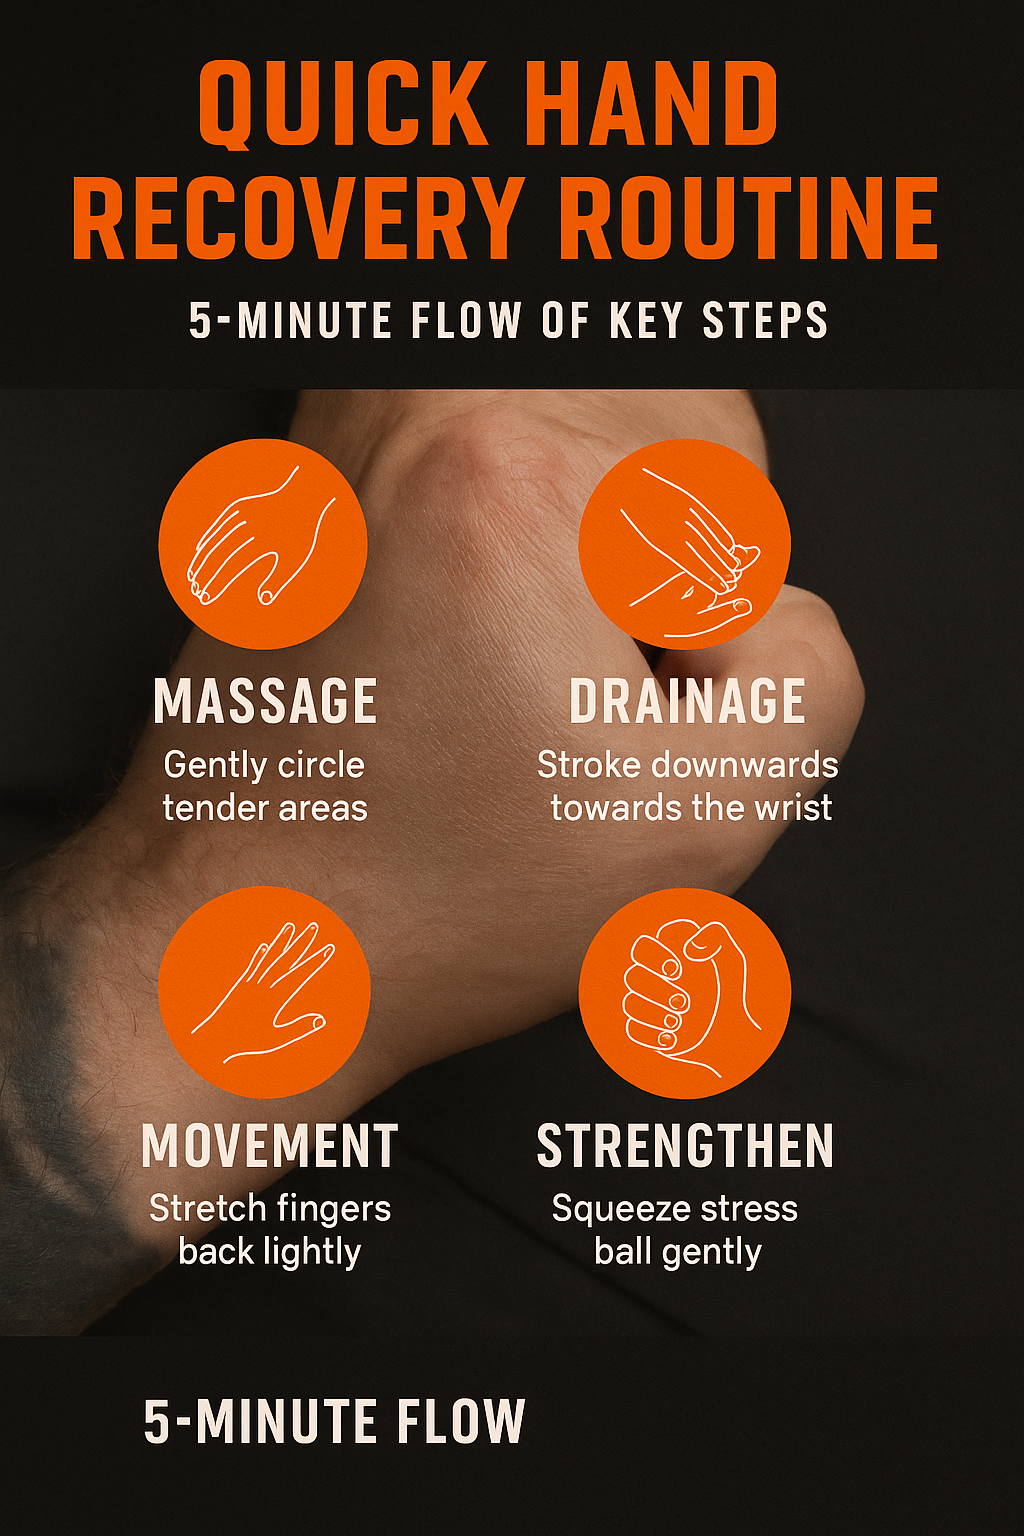 QUICK HAND
RECOVERY ROUTINE
5-MINUTE FLOW OF KEY STEPS
MASSAGE
Gently circle
tender areas
DRAINAGE
Stroke downwards
towards the wrist
MOVEMENT
Stretch fingers
back lightly
STRENGTHEN
Squeeze stress
ball gently
5-MINUTE FLOW